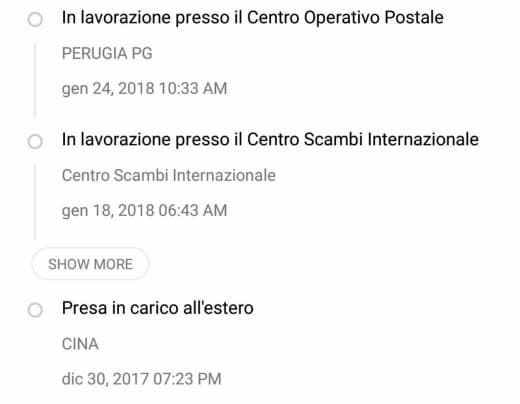 In lavorazione presso il Centro Operativo Postale
PERUGIA PG
gen 24, 2018 10:33 AM
In lavorazione presso il Centro Scambi Internazionale
Centro Scambi Internazionale
gen 18, 2018 06:43 AM
SHOW MORE
Presa in carico all'estero
CINA
dic 30, 2017 07:23 PM